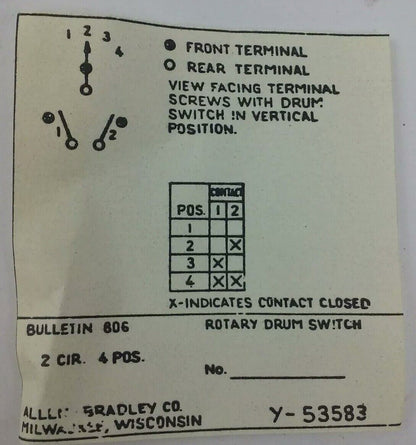 1 2 3 4
FRONT TERMINAL
REAR TERMINAL
VIEW FACING TERMINAL
SCREWS WITH DRUM
SWITCH IN VERTICAL
POSITION.
1 2
CONTACT
POS. 1 2
1
2 X
3 X
4 X X
X-INDICATES CONTACT CLOSED
BULLETIN 806 ROTARY DRUM SWITCH
2 CIR. 4 POS.
No.
BRADLEY CO.
WISCONSIN
Y-53583